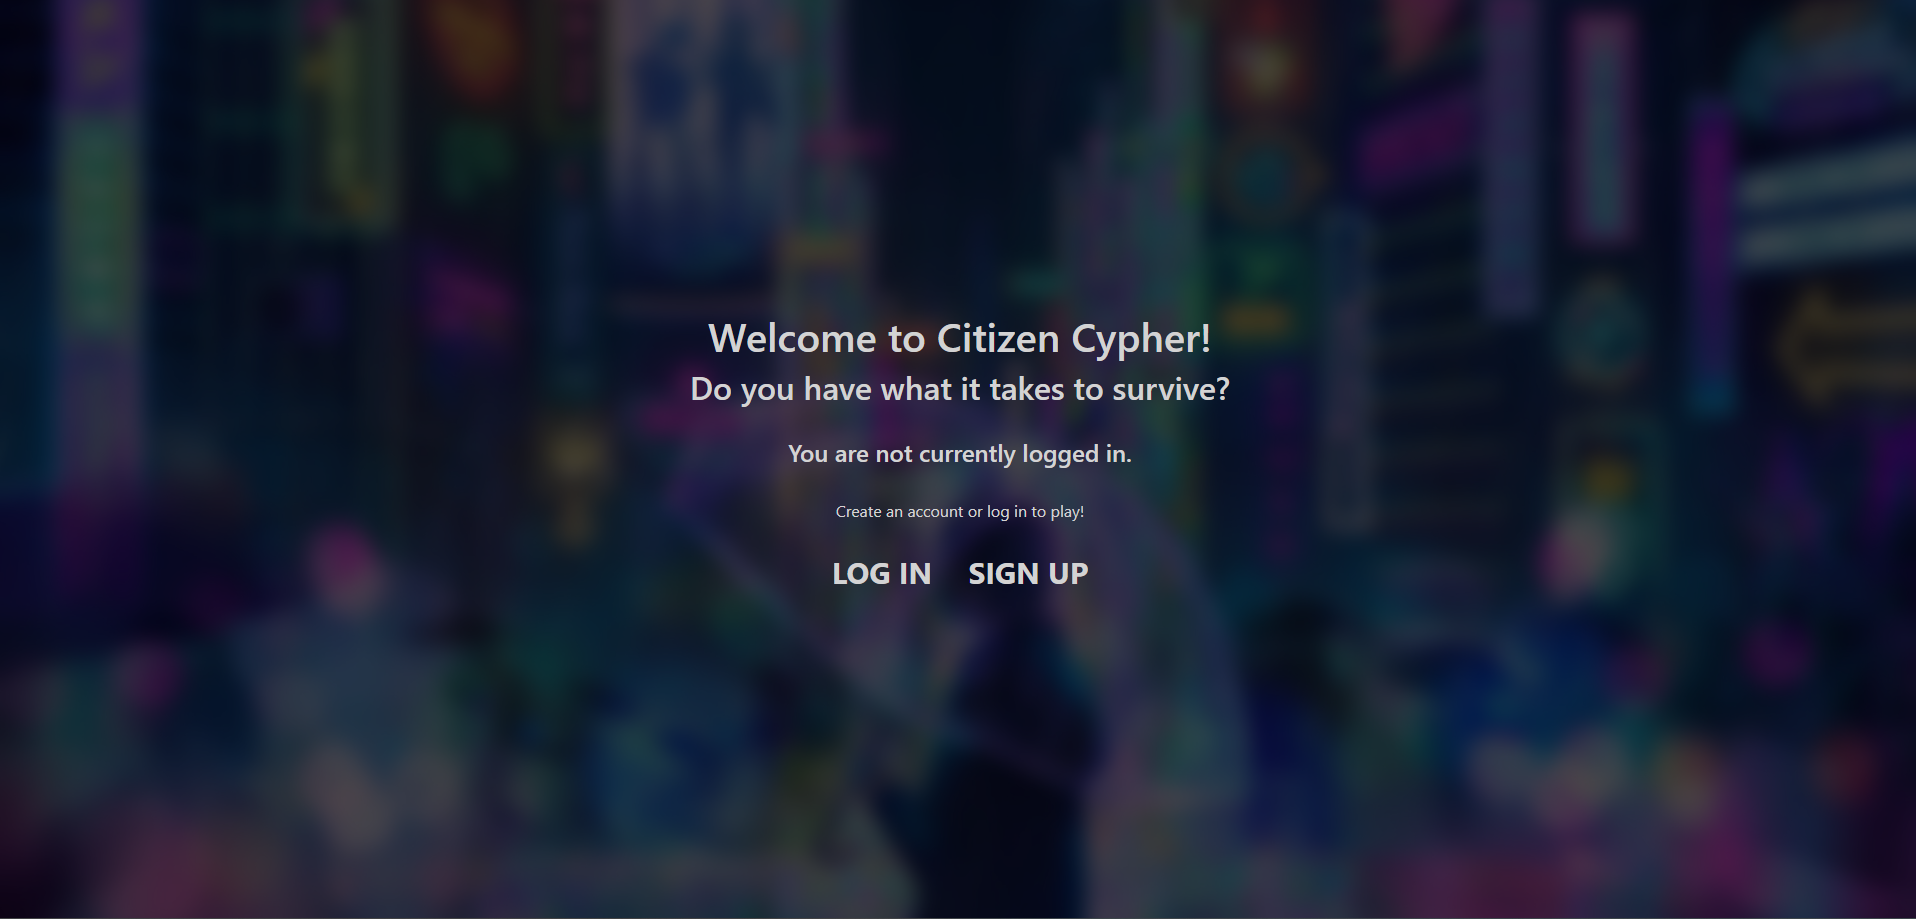 Welcome to Citizen Cypher!
Do you have what it takes to survive?
You are not currently logged in.
Create an account or log in to play!
LOG IN SIGN UP